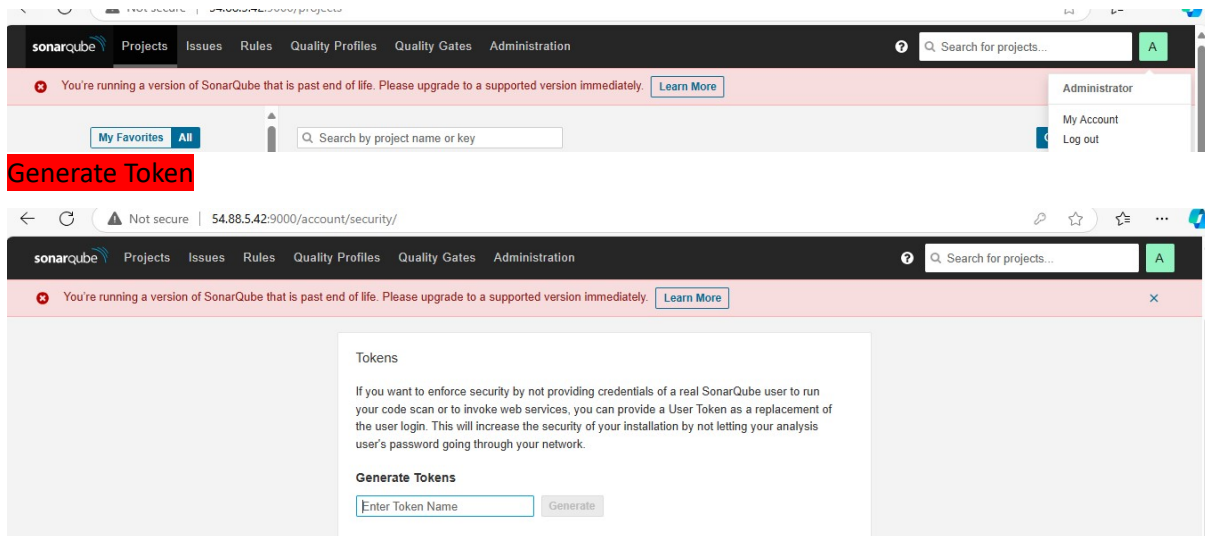 Not secure | 54.88.5.42:9000/projects
sonarqube Projects Issues Rules Quality Profiles Quality Gates Administration ? Search for projects... A
You're running a version of SonarQube that is past end of life. Please upgrade to a supported version immediately. Learn More
Administrator
My Account
Log out
My Favorites All Search by project name or key
Generate Token
Not secure | 54.88.5.42:9000/account/security/
sonarqube Projects Issues Rules Quality Profiles Quality Gates Administration ? Search for projects... A
You're running a version of SonarQube that is past end of life. Please upgrade to a supported version immediately. Learn More
Tokens
If you want to enforce security by not providing credentials of a real SonarQube user to run
your code scan or to invoke web services, you can provide a User Token as a replacement of
the user login. This will increase the security of your installation by not letting your analysis
user's password going through your network.
Generate Tokens
Enter Token Name Generate